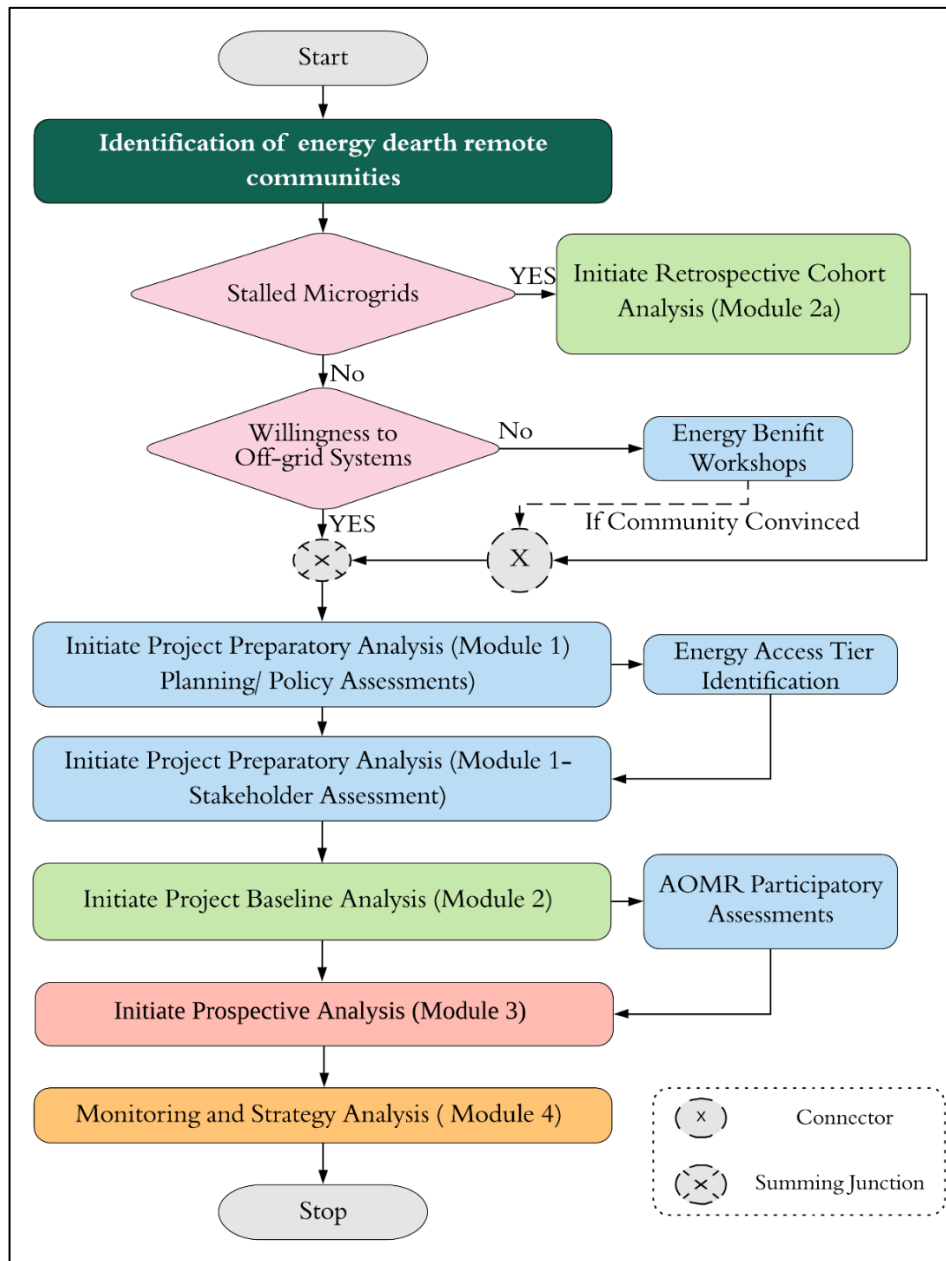 Start
Identification of energy dearth remote
communities
Stalled Microgrids
YES
Initiate Retrospective Cohort
Analysis (Module 2a)
No
Willingness to
Off-grid Systems
No
Energy Benifit
Workshops
YES
If Community Convinced
X
X
Initiate Project Preparatory Analysis (Module 1)
Planning/ Policy Assessments)
Energy Access Tier
Identification
Initiate Project Preparatory Analysis (Module 1-
Stakeholder Assessment)
Initiate Project Baseline Analysis (Module 2)
AOMR Participatory
Assessments
Initiate Prospective Analysis (Module 3)
Monitoring and Strategy Analysis ( Module 4)
Stop
X
Connector
X
Summing Junction